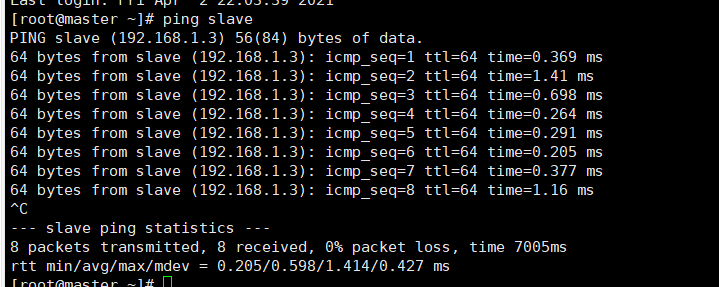 Last login: Fri Apr  2 22:03:39 2021
[root@master ~]# ping slave
PING slave (192.168.1.3) 56(84) bytes of data.
64 bytes from slave (192.168.1.3): icmp_seq=1 ttl=64 time=0.369 ms
64 bytes from slave (192.168.1.3): icmp_seq=2 ttl=64 time=1.41 ms
64 bytes from slave (192.168.1.3): icmp_seq=3 ttl=64 time=0.698 ms
64 bytes from slave (192.168.1.3): icmp_seq=4 ttl=64 time=0.264 ms
64 bytes from slave (192.168.1.3): icmp_seq=5 ttl=64 time=0.291 ms
64 bytes from slave (192.168.1.3): icmp_seq=6 ttl=64 time=0.205 ms
64 bytes from slave (192.168.1.3): icmp_seq=7 ttl=64 time=0.377 ms
64 bytes from slave (192.168.1.3): icmp_seq=8 ttl=64 time=1.16 ms
^C
--- slave ping statistics ---
8 packets transmitted, 8 received, 0% packet loss, time 7005ms
rtt min/avg/max/mdev = 0.205/0.598/1.414/0.427 ms
[root@master ~]#